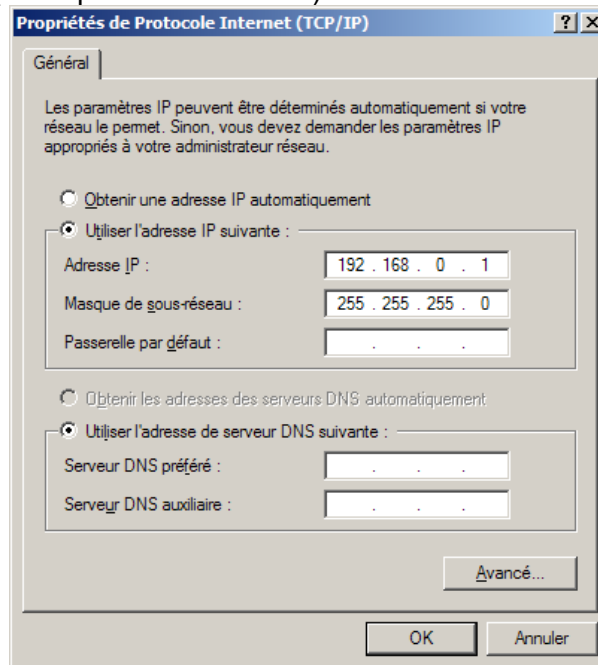 Propriétés de Protocole Internet (TCP/IP)
Général
Les paramètres IP peuvent être déterminés automatiquement si votre
réseau le permet. Sinon, vous devez demander les paramètres IP
appropriés à votre administrateur réseau.
Obtenir une adresse IP automatiquement
Utiliser l'adresse IP suivante :
Adresse IP : 192 . 168 . 0 . 1
Masque de sous-réseau : 255 . 255 . 255 . 0
Passerelle par défaut : . . .
Obtenir les adresses des serveurs DNS automatiquement
Utiliser l'adresse de serveur DNS suivante :
Serveur DNS préféré : . . .
Serveur DNS auxiliaire : . . .
Avancé...
OK Annuler